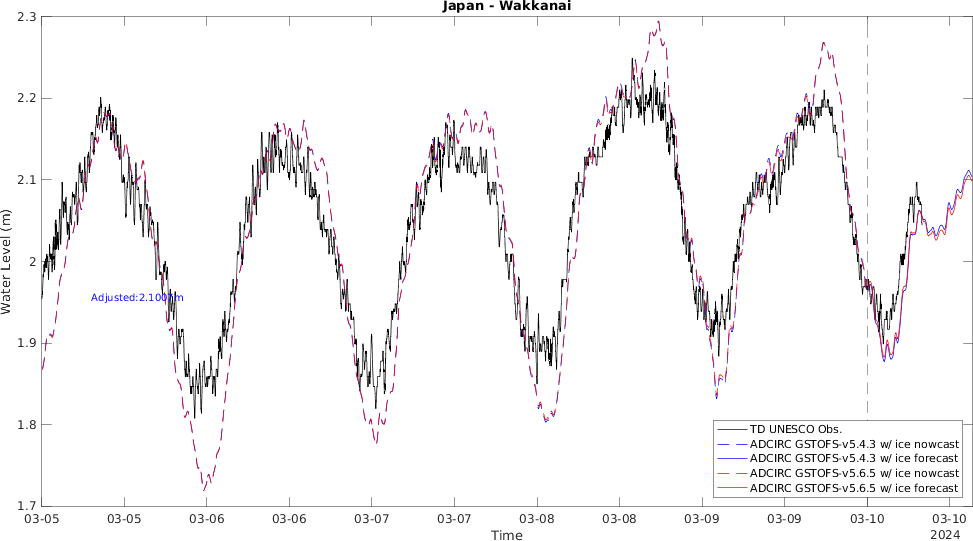 Japan - Wakkanai
2.3
2.2
2.1
2
1.9
1.8
1.7
Water Level (m)
Adjusted:2.1007m
TD UNESCO Obs.
ADCIRC GSTOFS-v5.4.3 w/ ice nowcast
ADCIRC GSTOFS-v5.4.3 w/ ice forecast
ADCIRC GSTOFS-v5.6.5 w/ ice nowcast
ADCIRC GSTOFS-v5.6.5 w/ ice forecast
03-05 03-05 03-06 03-06 03-07 03-07 03-08 03-08 03-09 03-09 03-10 03-10
2024
Time